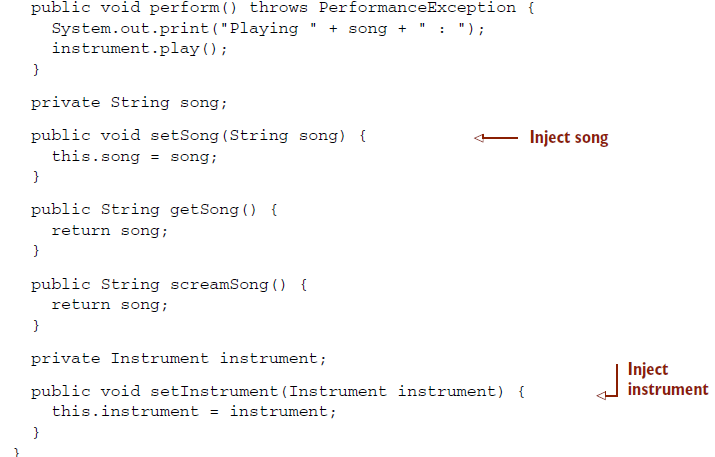 public void perform() throws PerformanceException {
System.out.print("Playing " + song + " : ");
instrument.play();
}
private String song;
public void setSong(String song) {
Inject song
this.song = song;
}
public String getSong() {
return song;
}
public String screamSong() {
return song;
}
private Instrument instrument;
Inject
instrument
public void setInstrument(Instrument instrument) {
this.instrument = instrument;
}
}